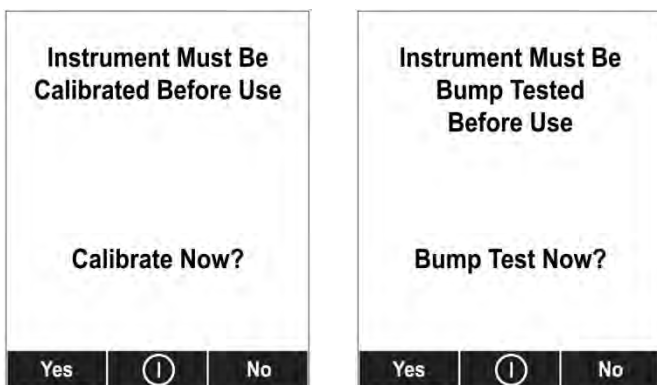 Instrument Must Be
Calibrated Before Use
Calibrate Now?
Yes
No
Instrument Must Be
Bump Tested
Before Use
Bump Test Now?
Yes
No